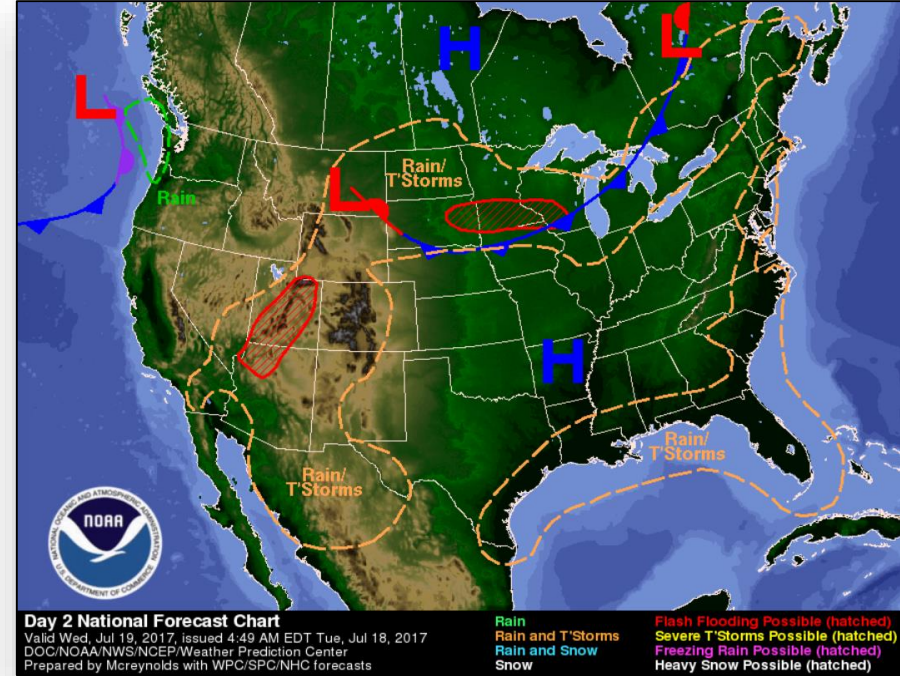 H
L
L
Rain/
T'Storms
L
Rain
H
Rain/
T'Storms
Rain/
T'Storms
NATIONAL OCEANIC AND ATMOSPHERIC ADMINISTRATION
NOAA
U.S. DEPARTMENT OF COMMERCE
Day 2 National Forecast Chart
Valid Wed, Jul 19, 2017, issued 4:49 AM EDT Tue, Jul 18, 2017
DOC/NOAA/NWS/NCEP/Weather Prediction Center
Prepared by Mcreynolds with WPC/SPC/NHC forecasts
Rain
Rain and T'Storms
Rain and Snow
Snow
Flash Flooding Possible (hatched)
Severe T'Storms Possible (hatched)
Freezing Rain Possible (hatched)
Heavy Snow Possible (hatched)